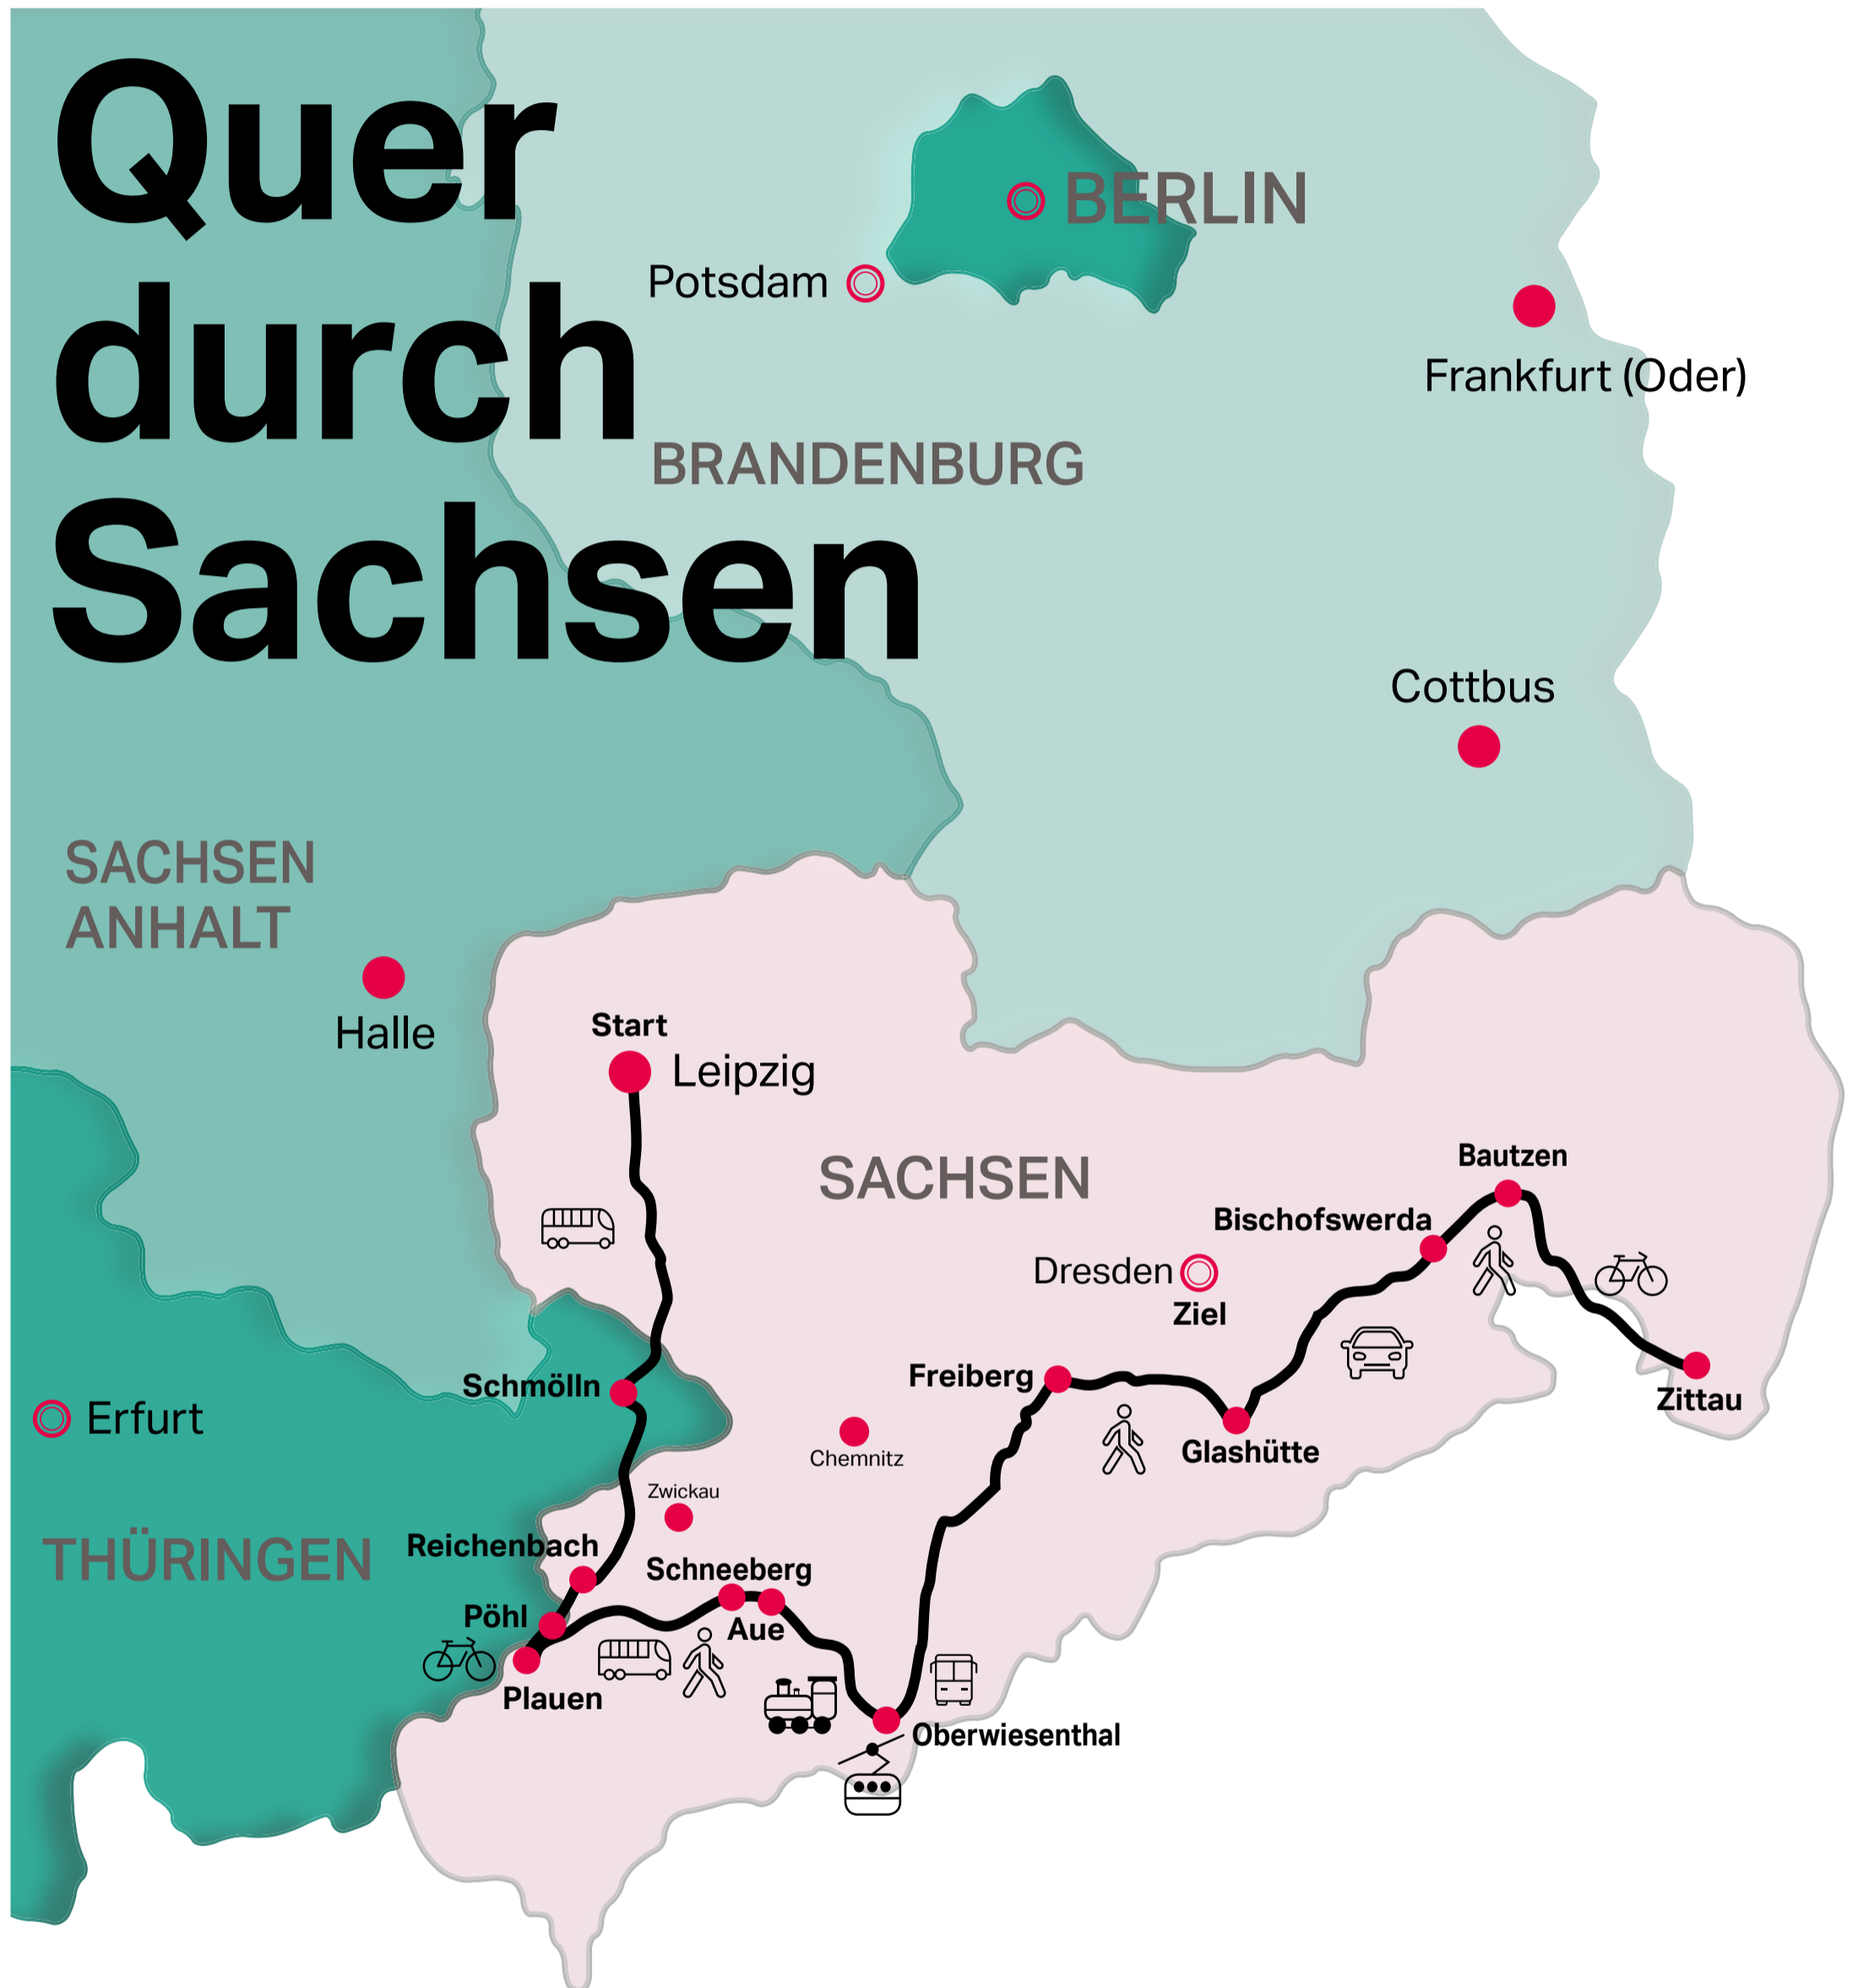 Quer
durch
Sachsen
BERLIN
Potsdam
Frankfurt (Oder)
BRANDENBURG
Cottbus
SACHSEN
ANHALT
Halle
Start
Leipzig
SACHSEN
Bautzen
Bischofswerda
Dresden
Ziel
Schmölln
Freiberg
Zittau
Erfurt
Glashütte
Chemnitz
Zwickau
THÜRINGEN
Reichenbach
Schneeberg
Pöhl
Aue
Plauen
Oberwiesenthal